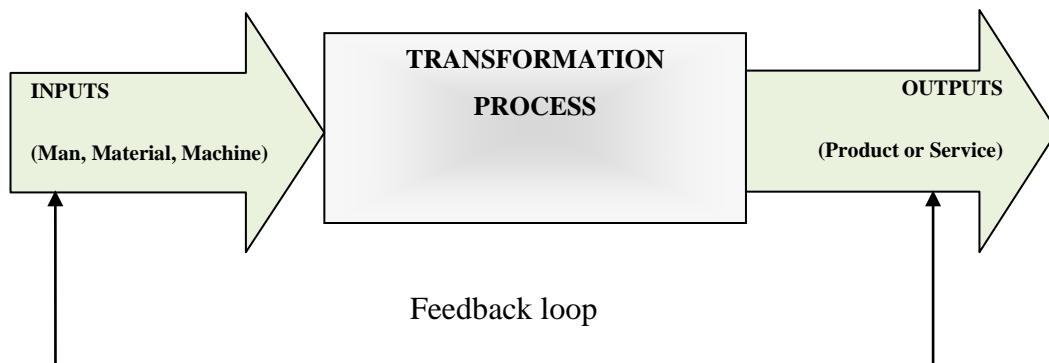 INPUTS
(Man, Material, Machine)
TRANSFORMATION
PROCESS
OUTPUTS
(Product or Service)
Feedback loop